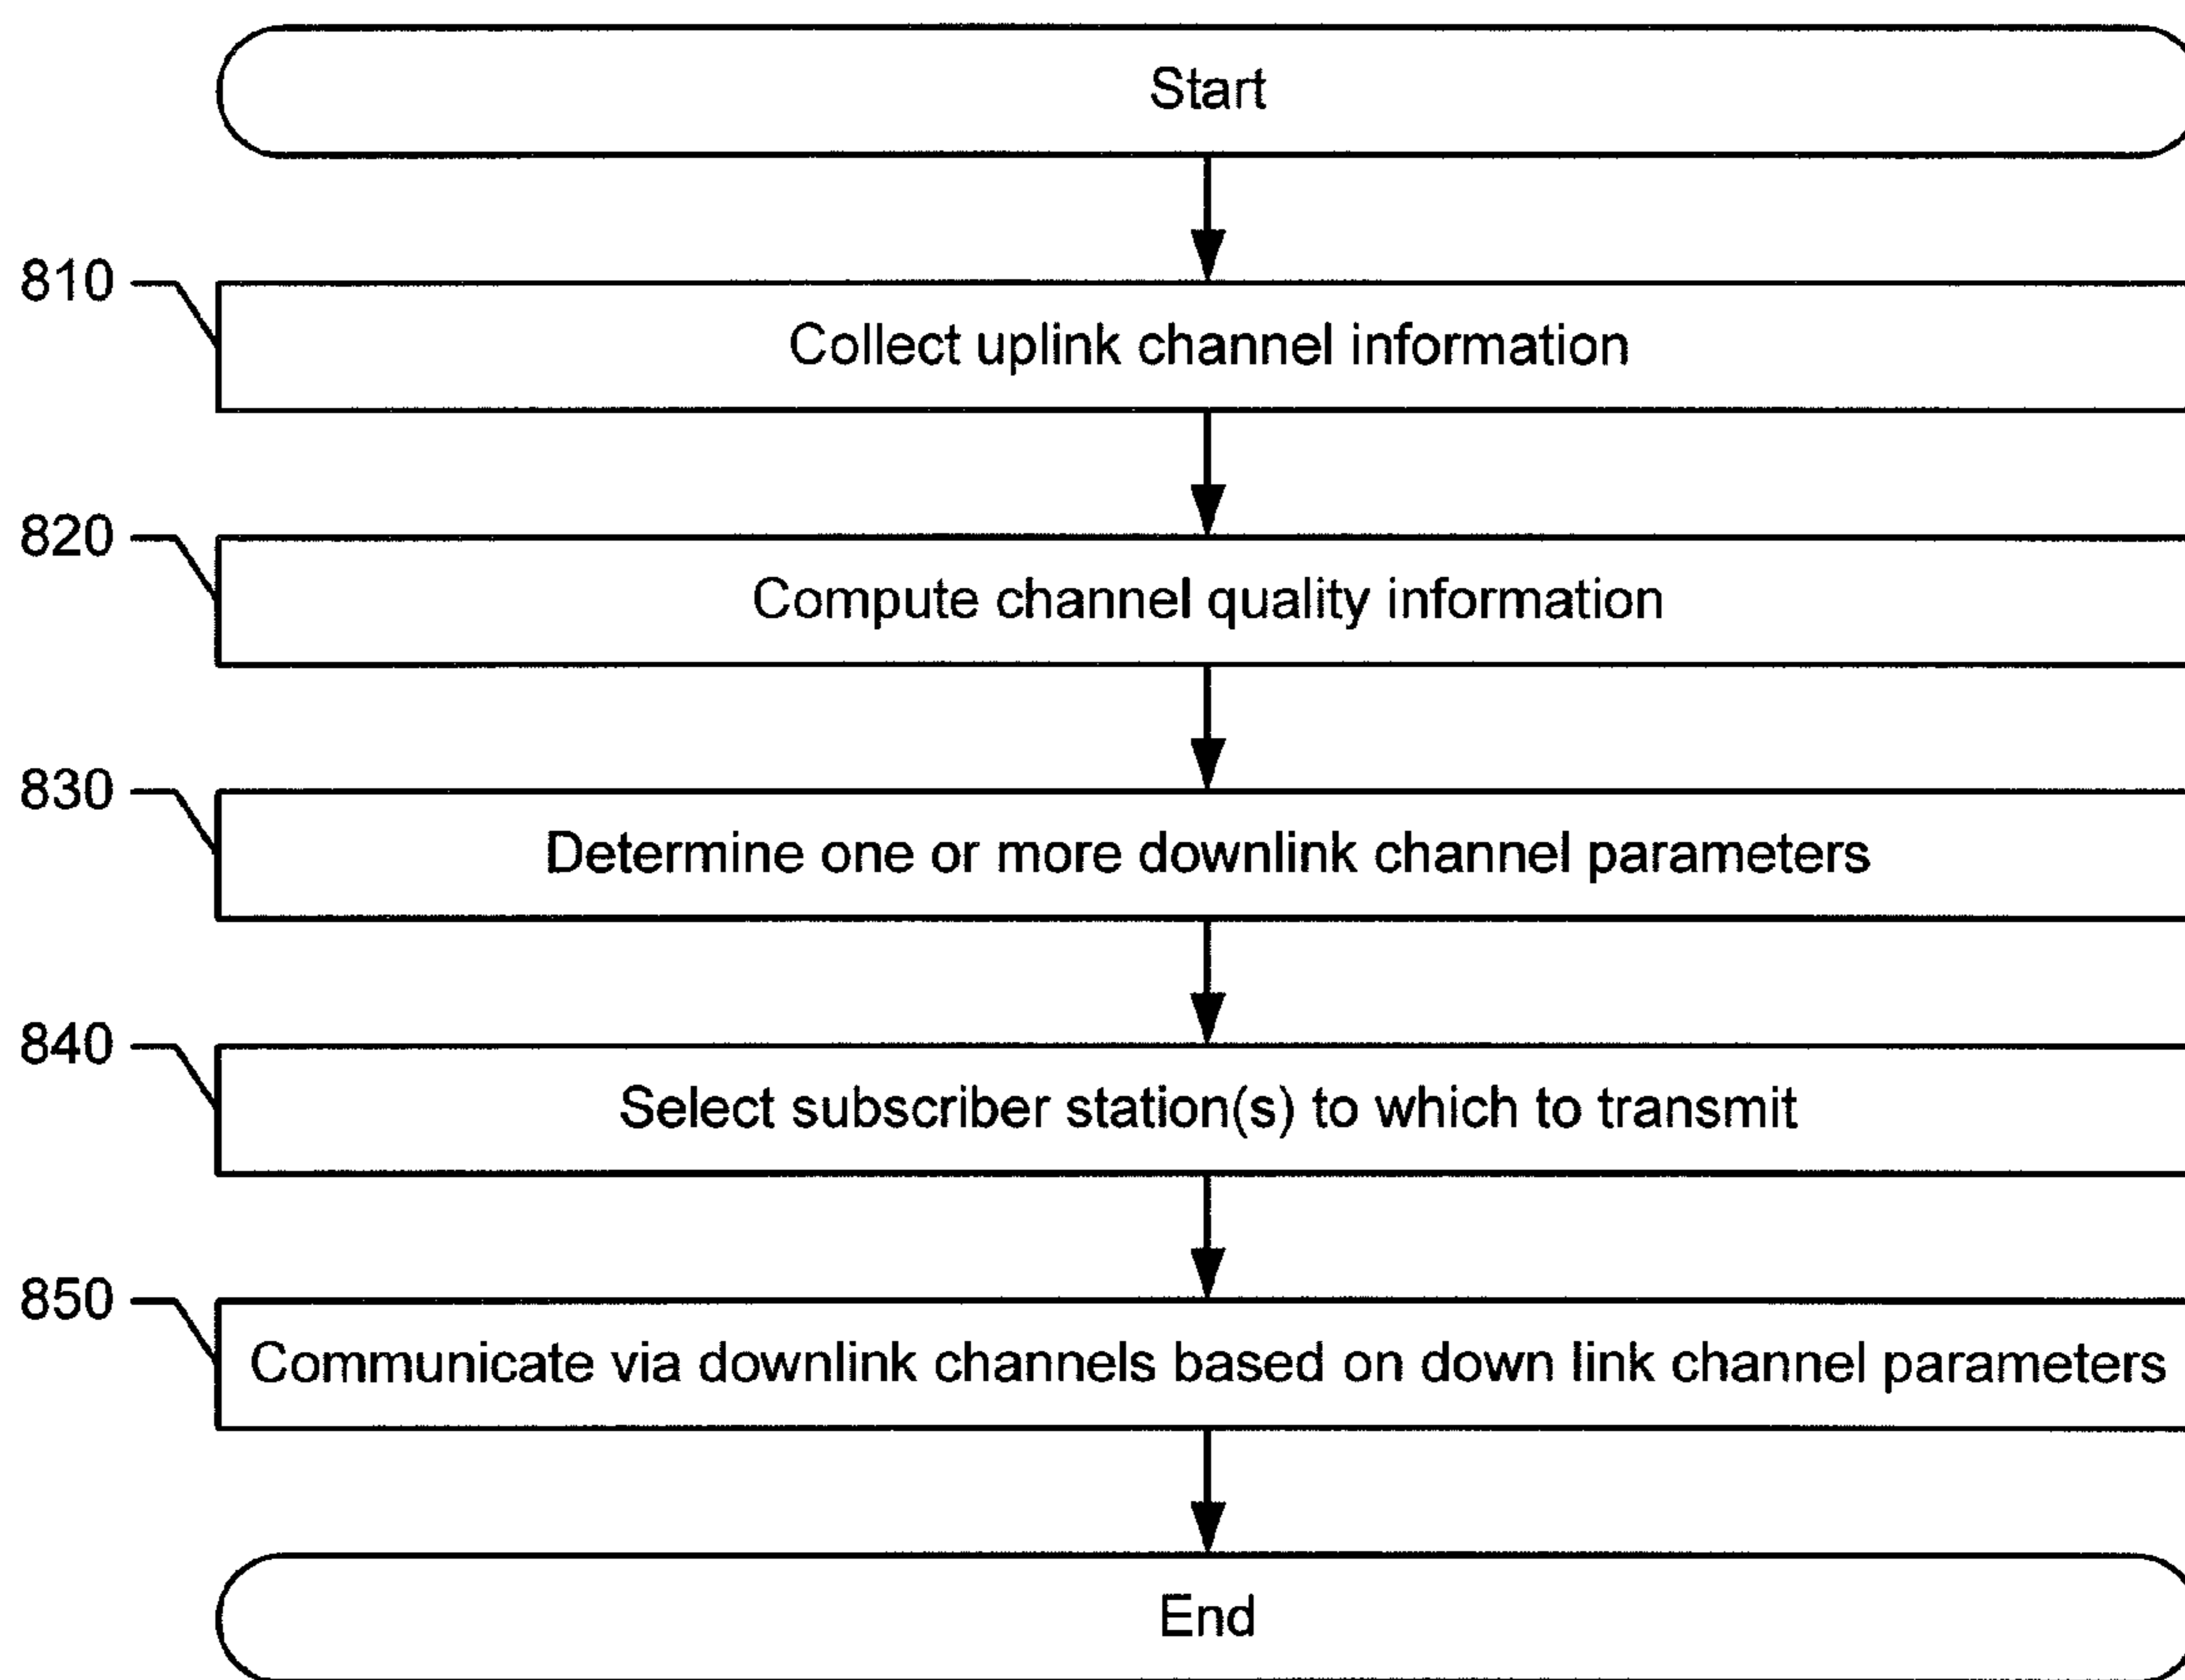 Start
810
Collect uplink channel information
820
Compute channel quality information
830
Determine one or more downlink channel parameters
840
Select subscriber station(s) to which to transmit
850
Communicate via downlink channels based on down link channel parameters
End